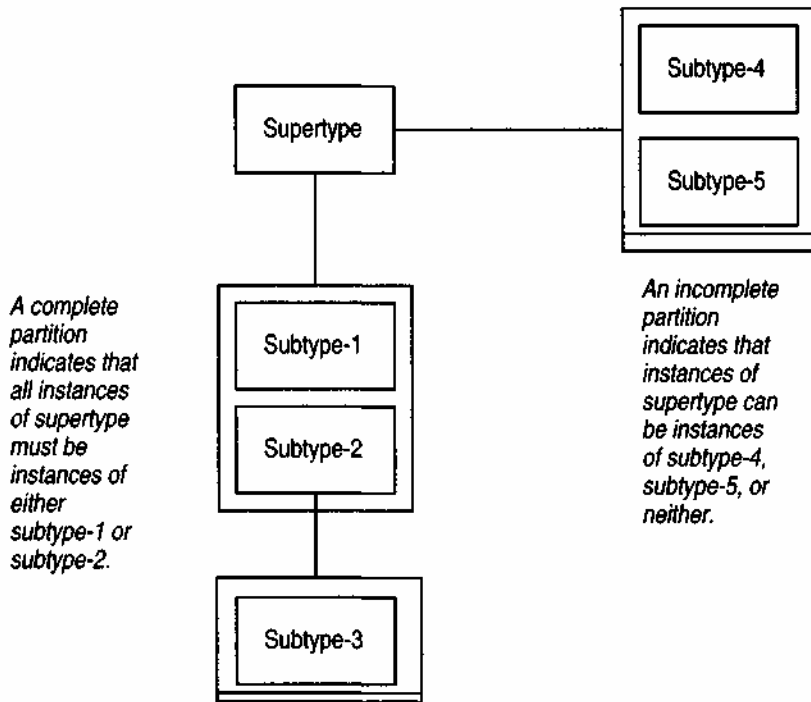 Supertype
Subtype-4
Subtype-5
A complete
partition
indicates that
all instances
of supertype
must be
instances of
either
subtype-1 or
subtype-2.
Subtype-1
Subtype-2
Subtype-3
An incomplete
partition
indicates that
instances of
supertype can
be instances
of subtype-4,
subtype-5, or
neither.